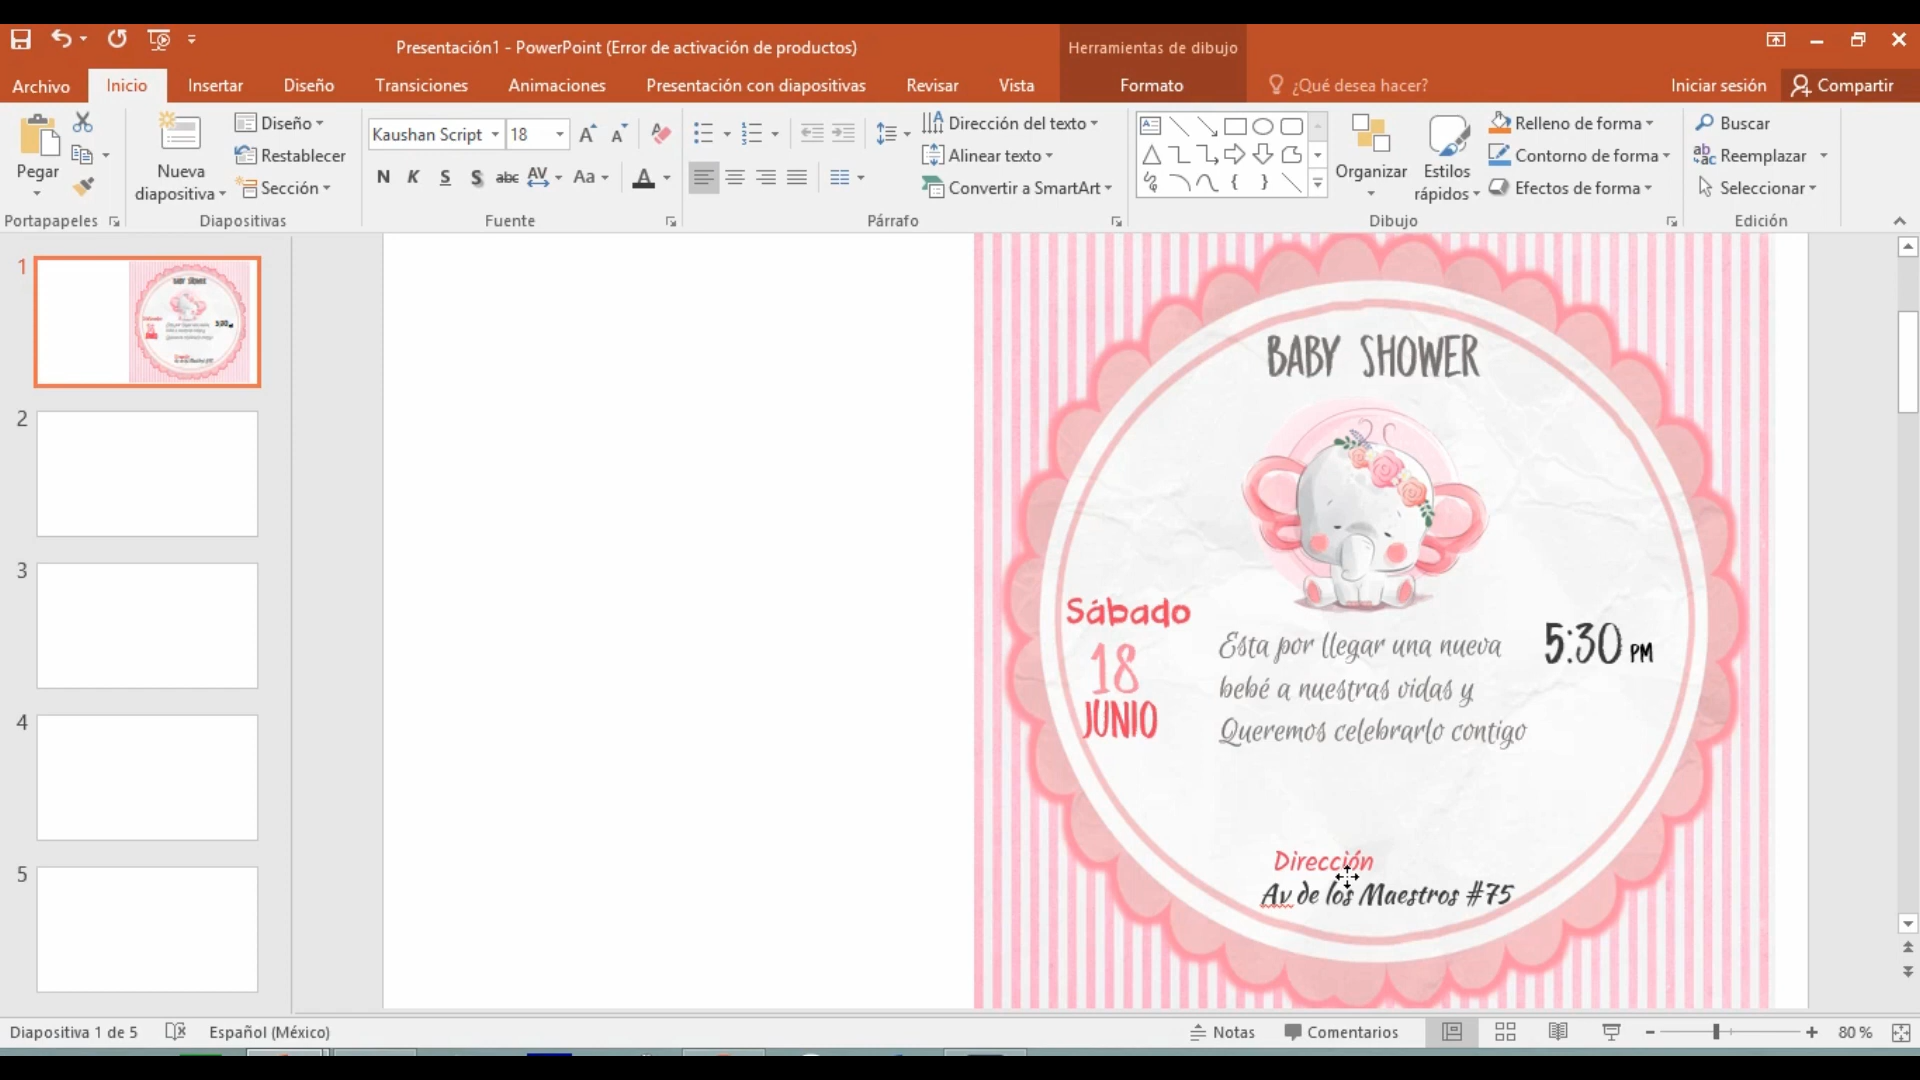 Presentación1 - PowerPoint (Error de activación de productos)
Herramientas de dibujo
Archivo Inicio Insertar Diseño Transiciones Animaciones Presentación con diapositivas Revisar Vista Formato ¿Qué desea hacer? Iniciar sesión Compartir
Pegar
Nueva diapositiva
Diseño
Restablecer
Sección
Kaushan Script 18
N K S S abc AV Aa A
Dirección del texto
Alinear texto
Convertir a SmartArt
Organizar
Estilos rápidos
Relleno de forma
Contorno de forma
Efectos de forma
Buscar
Reemplazar
Seleccionar
Portapapeles Diapositivas Fuente Párrafo Dibujo Edición
1
2
3
4
5
BABY SHOWER
Sábado
18
JUNIO
Esta por llegar una nueva
bebé a nuestras vidas y
Queremos celebrarlo contigo
5:30 PM
Dirección
Av de los Maestros #75
Diapositiva 1 de 5 Español (México) Notas Comentarios 80 %